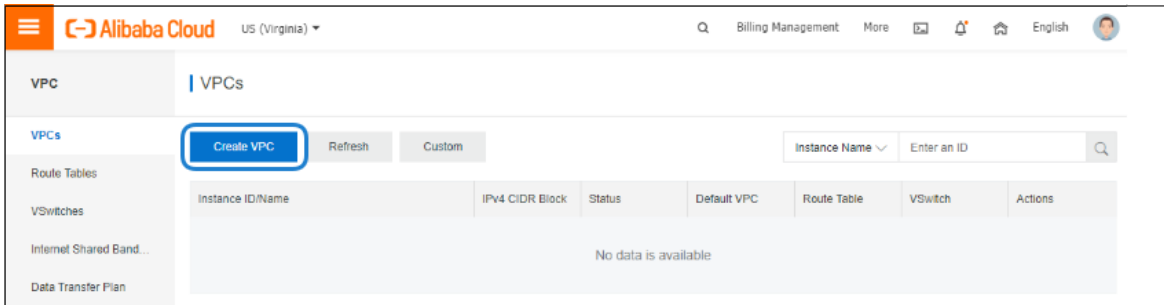 Alibaba Cloud US (Virginia) Billing Management More English
VPC
VPCs
VPCs
Create VPC Refresh Custom Instance Name Enter an ID
Route Tables
Instance ID/Name IPv4 CIDR Block Status Default VPC Route Table VSwitch Actions
VSwitches
Internet Shared Band...
No data is available
Data Transfer Plan